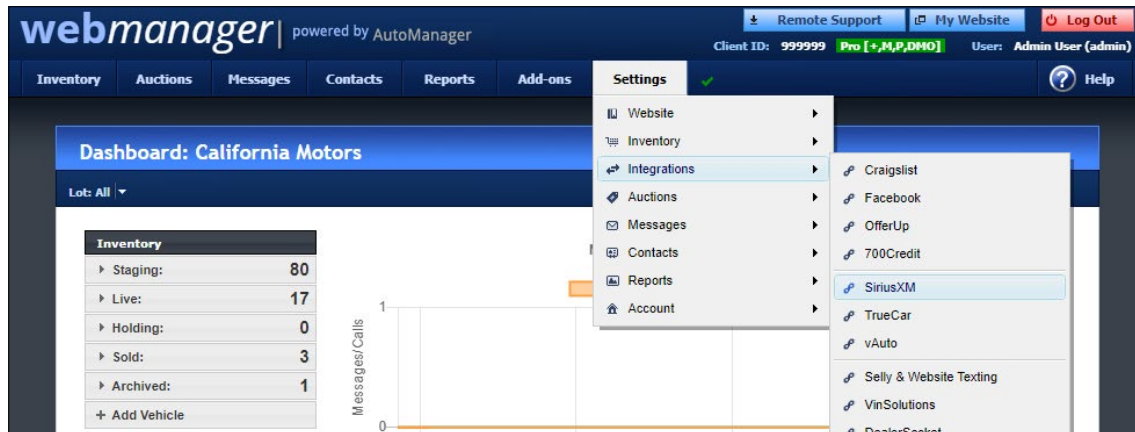 webmanager | powered by AutoManager
Remote Support
My Website
Log Out
Client ID: 999999 Pro [+,M,P,DMO] User: Admin User (admin)
Inventory Auctions Messages Contacts Reports Add-ons Settings Help
Website
Inventory
Integrations
Auctions
Messages
Contacts
Reports
Account
Craigslist
Facebook
OfferUp
700Credit
SiriusXM
TrueCar
vAuto
Selly & Website Texting
VinSolutions
DealerSocket
Dashboard: California Motors
Lot: All
Inventory
Staging: 80
Live: 17
Holding: 0
Sold: 3
Archived: 1
+ Add Vehicle
Messages/Calls
1
0